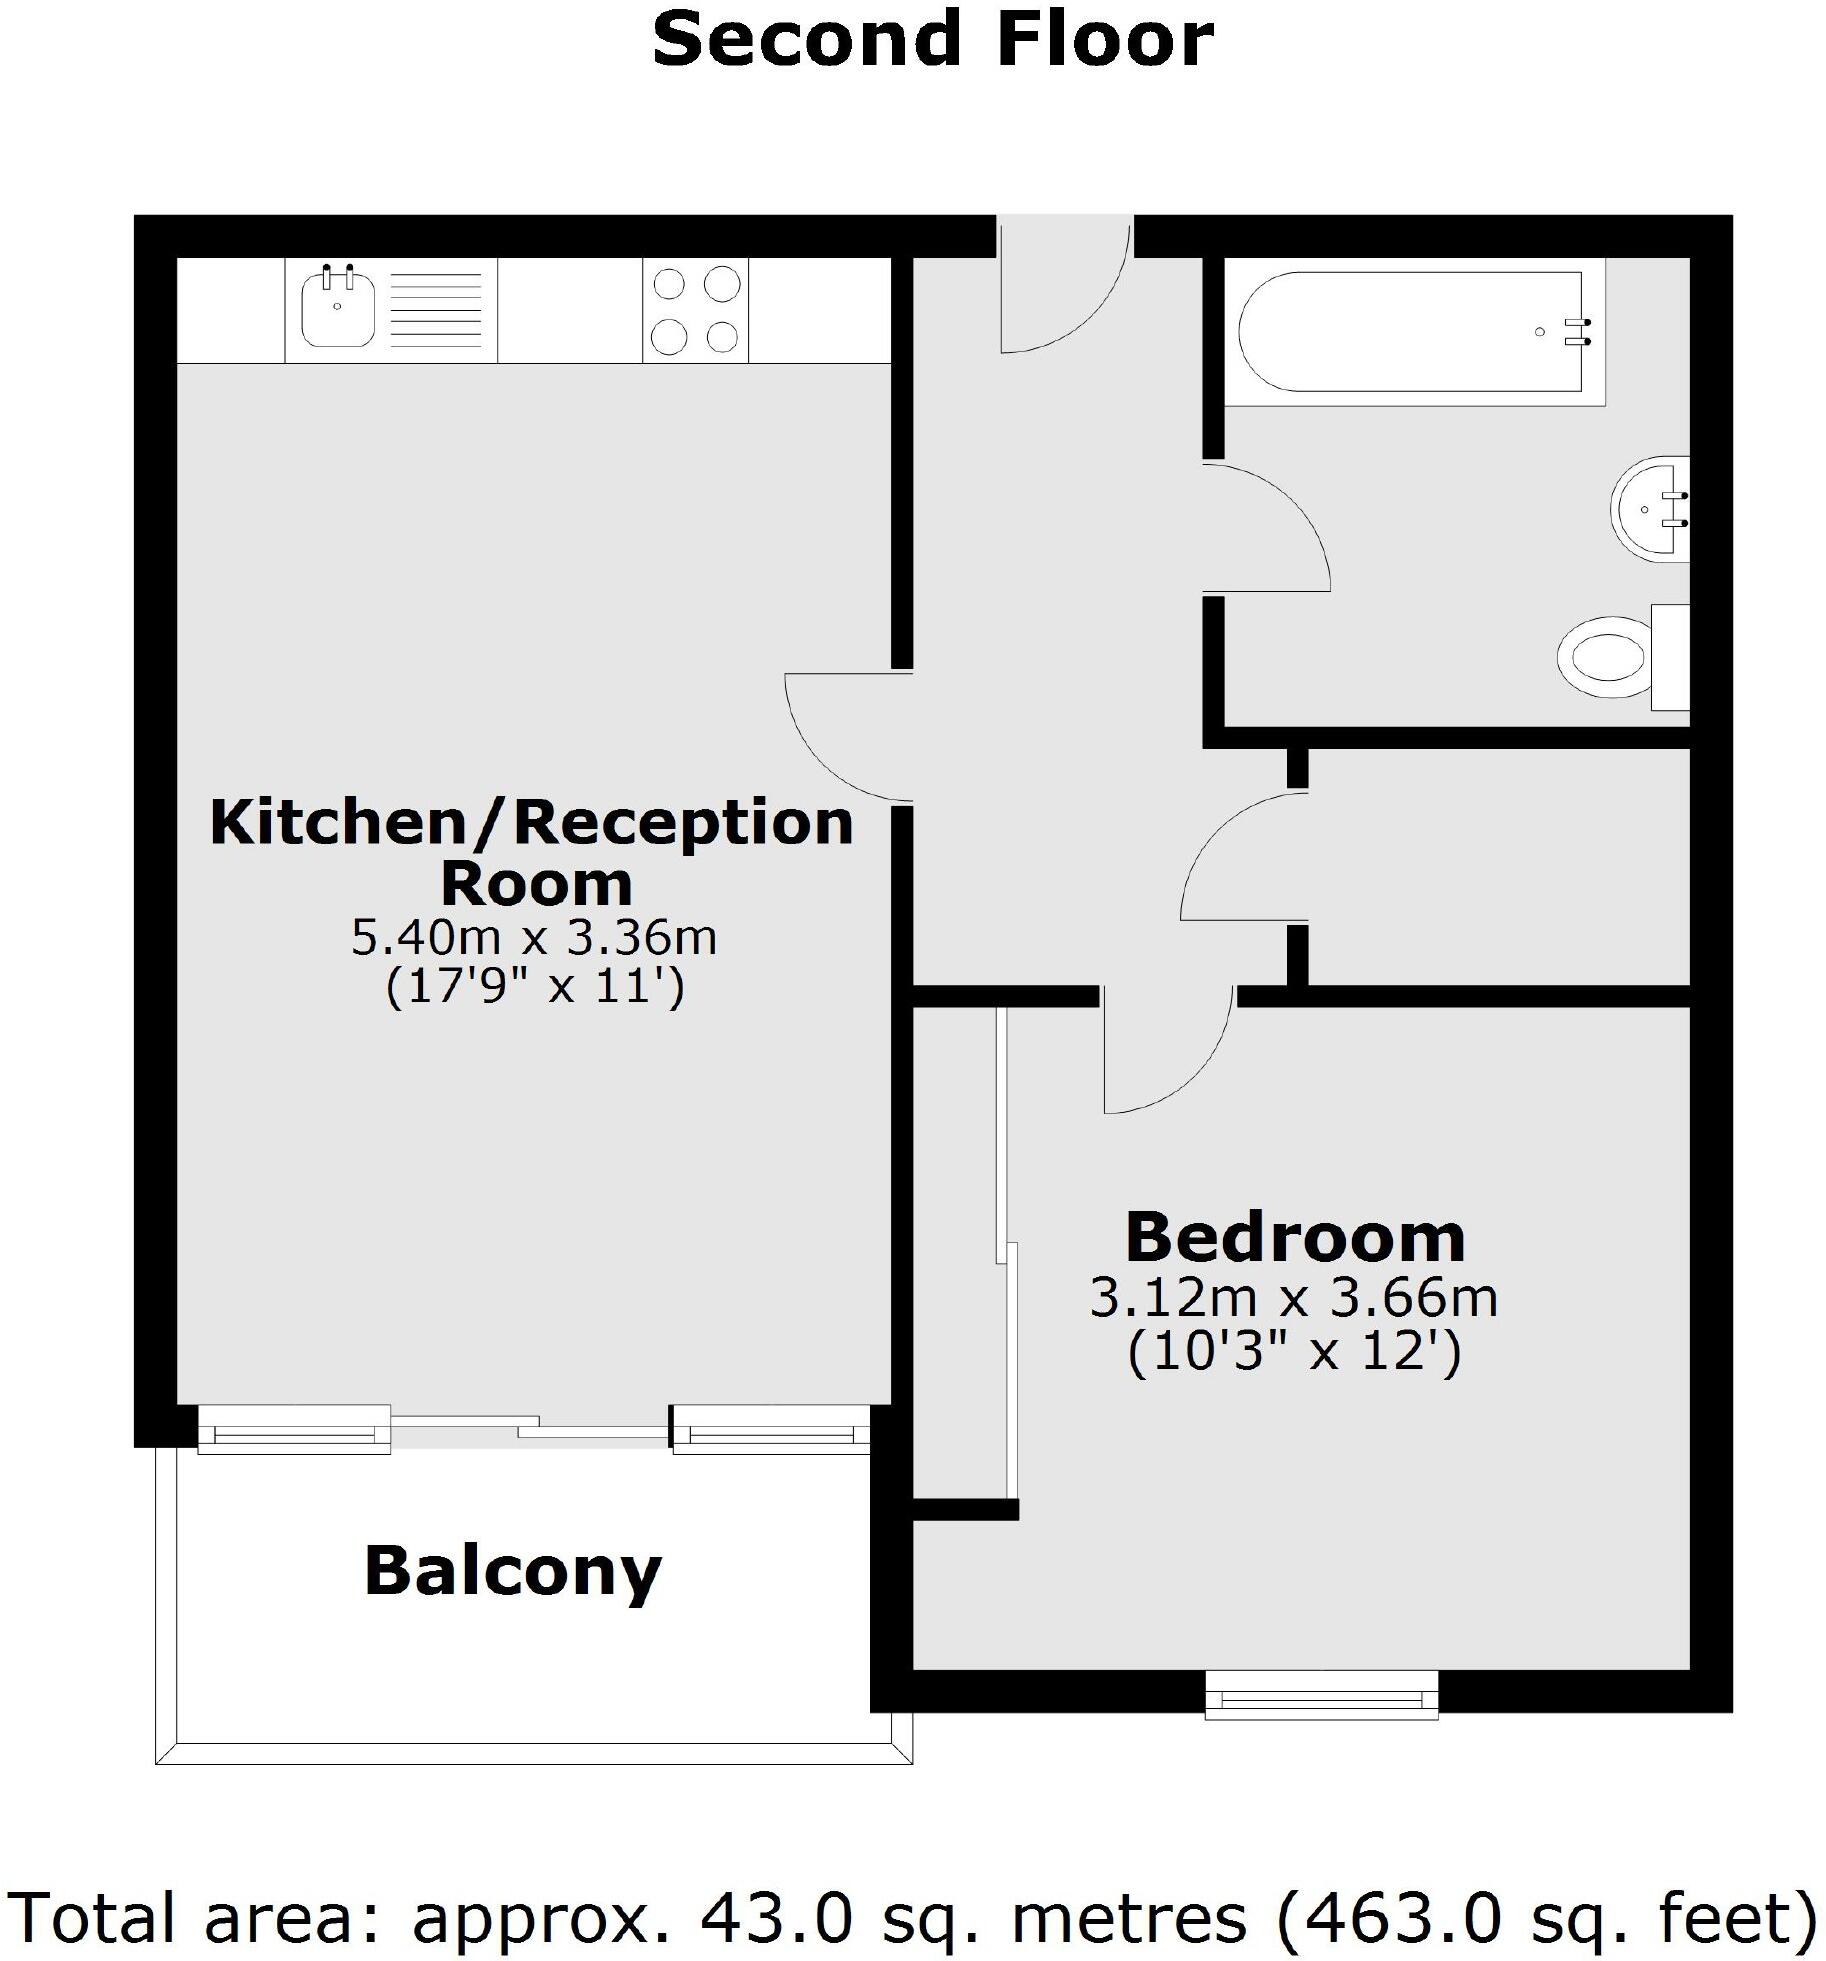 Second Floor
Kitchen/Reception
Room
5.40m x 3.36m
(17'9" x 11')
Bedroom
3.12m x 3.66m
(10'3" x 12')
Balcony
Total area: approx. 43.0 sq. metres (463.0 sq. feet)